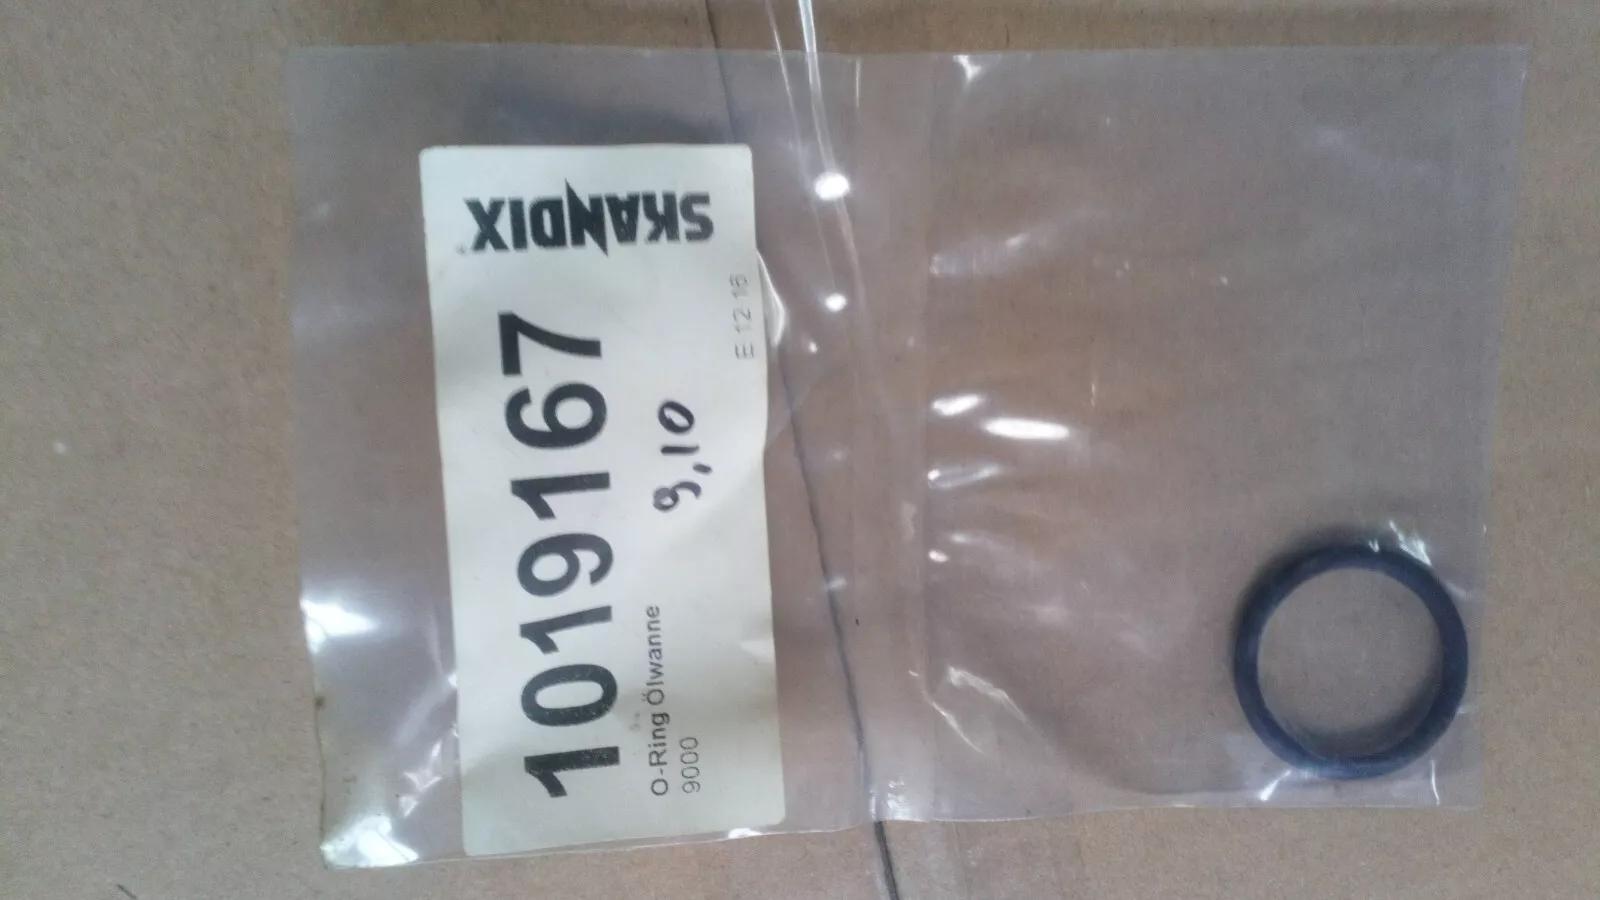 SKANDIX®
1019167
O-Ring Ölwanne
9000
9,10
E 12 16